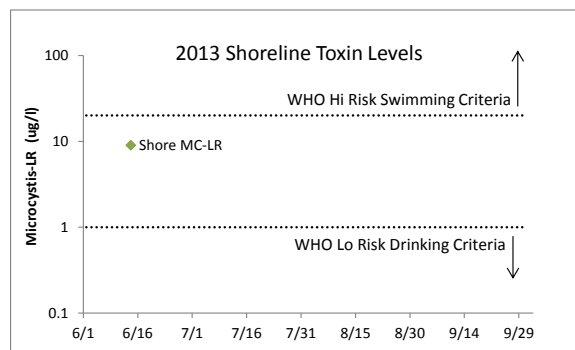 2013 Shoreline Toxin Levels
100
10
1
0.1
Microcystis-LR (ug/l)
WHO Hi Risk Swimming Criteria
Shore MC-LR
WHO Lo Risk Drinking Criteria
6/1 6/16 7/1 7/16 7/31 8/15 8/30 9/14 9/29